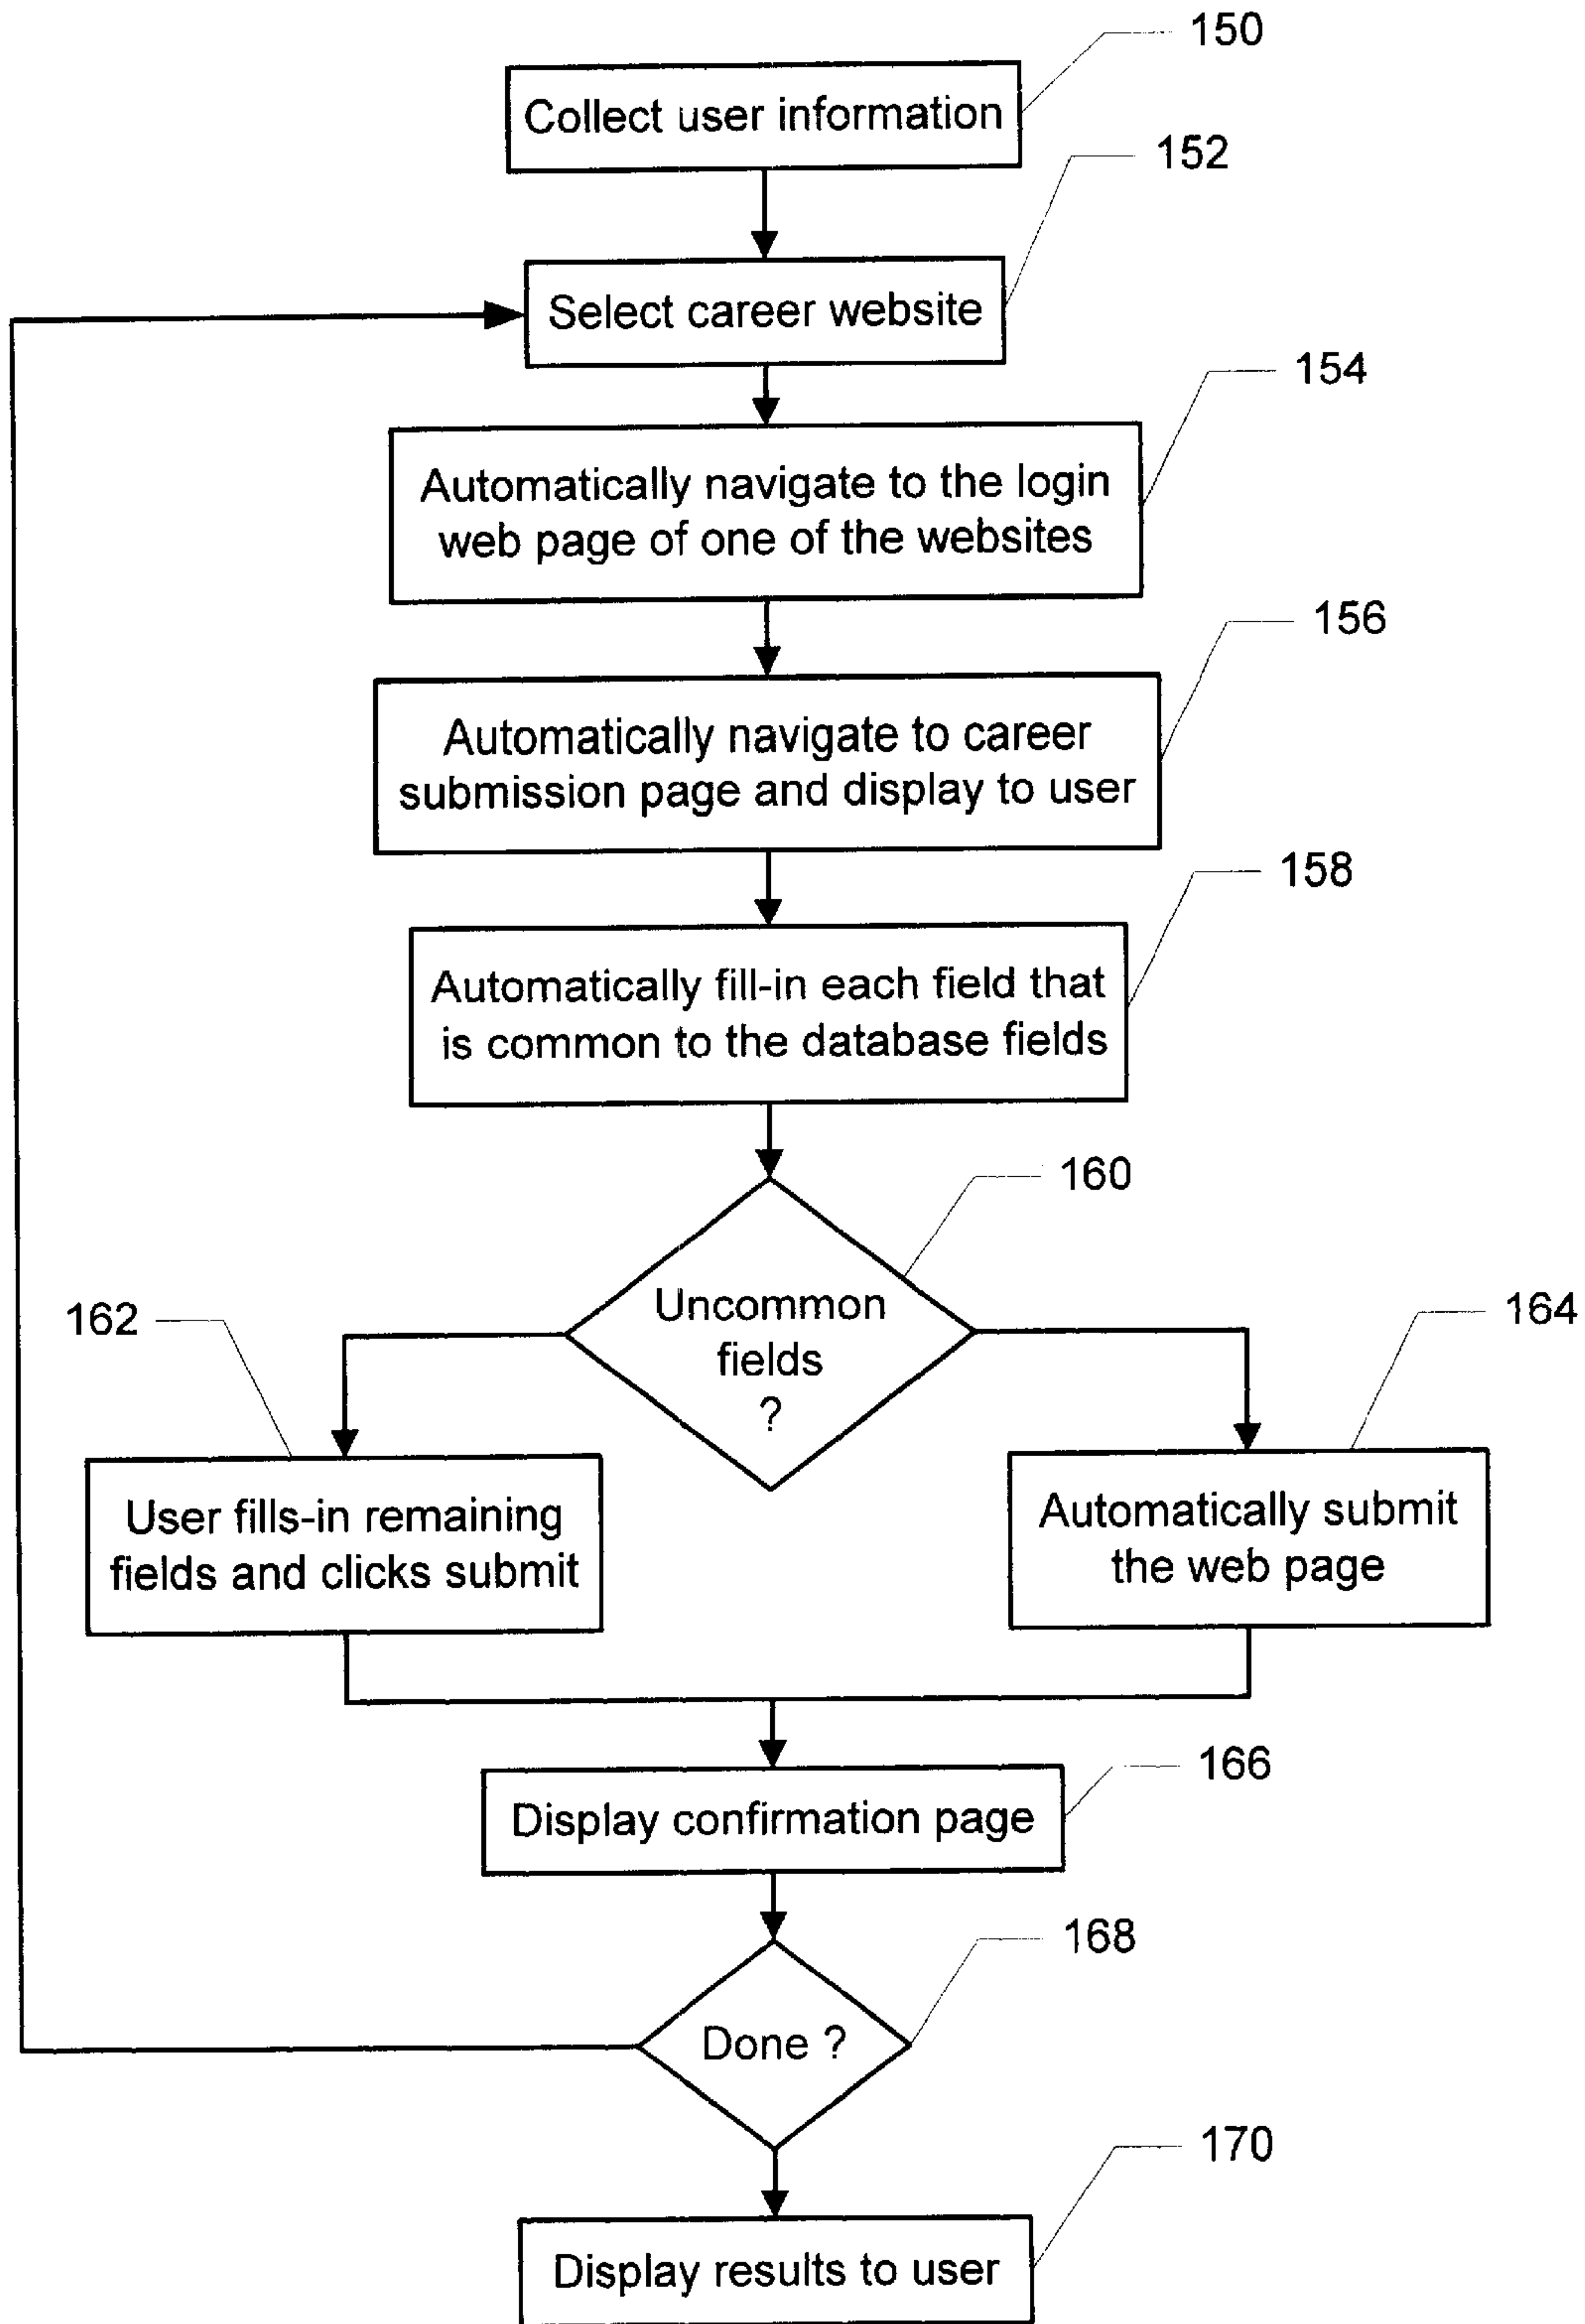 150
Collect user information
152
Select career website
154
Automatically navigate to the login
web page of one of the websites
156
Automatically navigate to career
submission page and display to user
158
Automatically fill-in each field that
is common to the database fields
160
Uncommon
fields
?
162
164
User fills-in remaining
fields and clicks submit
Automatically submit
the web page
166
Display confirmation page
168
Done ?
170
Display results to user